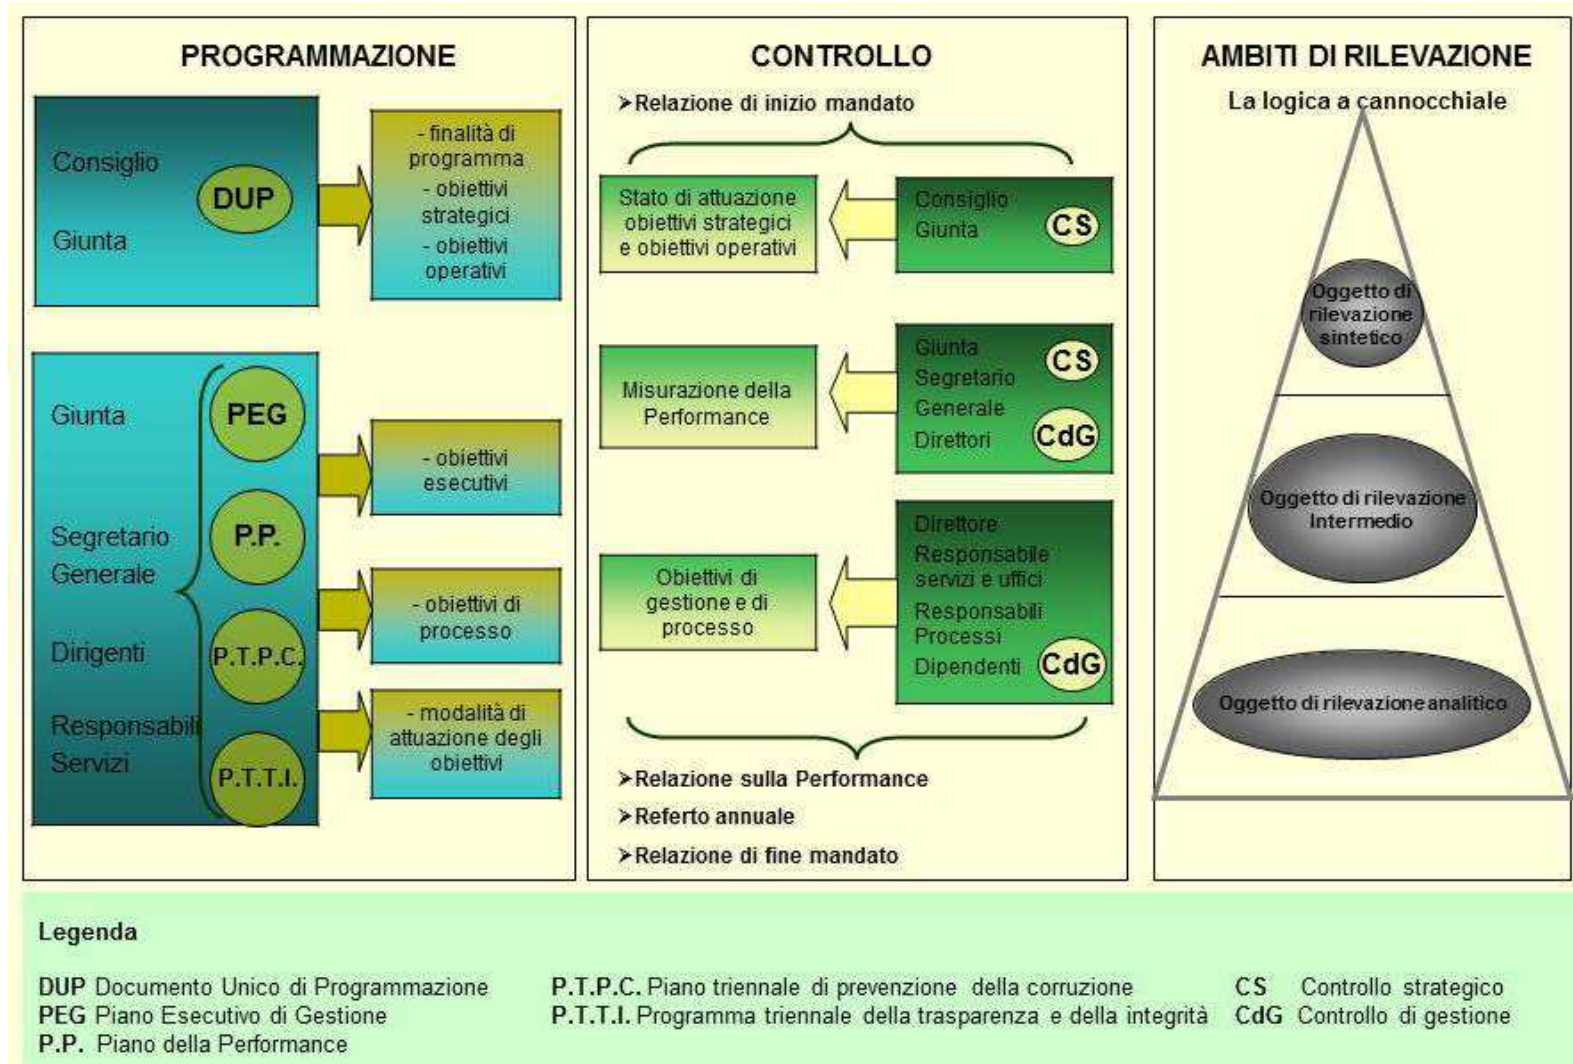 PROGRAMMAZIONE
Consiglio
Giunta
DUP
- finalità di
programma
- obiettivi
strategici
- obiettivi
operativi
Giunta
Segretario
Generale
Dirigenti
Responsabili
Servizi
PEG
P.P.
P.T.P.C.
P.T.T.I.
- obiettivi
esecutivi
- obiettivi di
processo
- modalità di
attuazione degli
obiettivi
CONTROLLO
➢Relazione di inizio mandato
Stato di attuazione
obiettivi strategici
e obiettivi operativi
Consiglio
Giunta
CS
Misurazione della
Performance
Giunta
Segretario
Generale
Direttori
CS
CdG
Obiettivi di
gestione e di
processo
Direttore
Responsabile
servizi e uffici
Responsabili
Processi
Dipendenti
CdG
➢Relazione sulla Performance
➢Referto annuale
➢Relazione di fine mandato
AMBITI DI RILEVAZIONE
La logica a cannocchiale
Oggetto di
rilevazione
sintetico
Oggetto di rilevazione
Intermedio
Oggetto di rilevazione analitico
Legenda
DUP Documento Unico di Programmazione
PEG Piano Esecutivo di Gestione
P.P. Piano della Performance
P.T.P.C. Piano triennale di prevenzione della corruzione
P.T.T.I. Programma triennale della trasparenza e della integrità
CS Controllo strategico
CdG Controllo di gestione